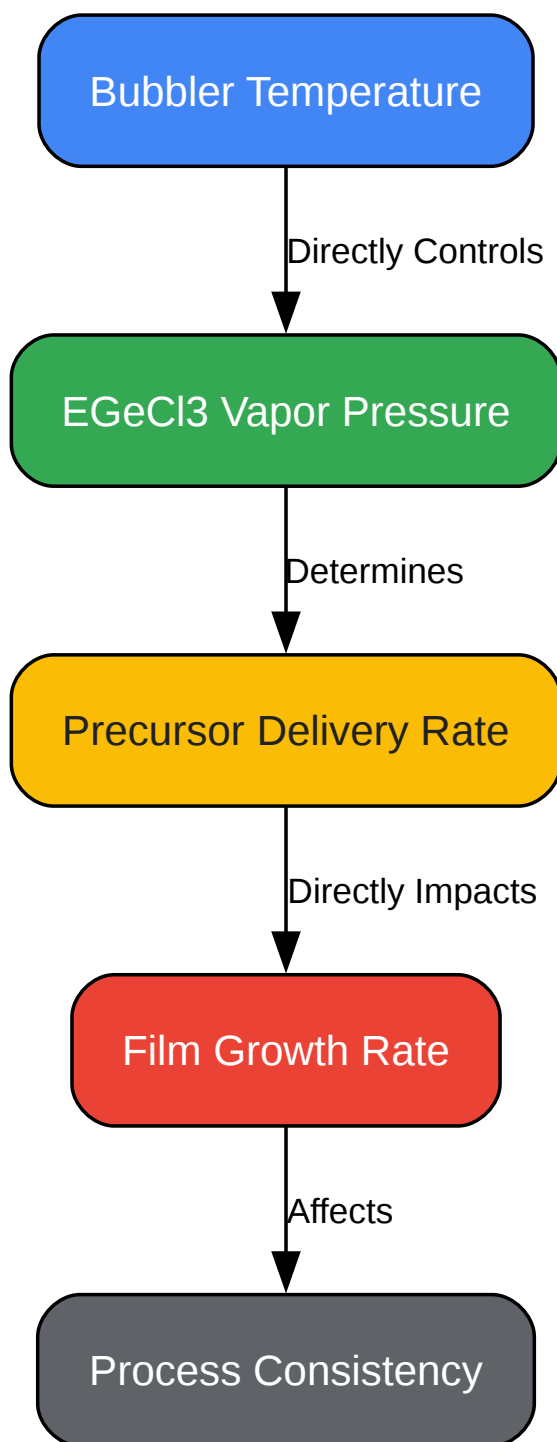 Bubbler Temperature
Directly Controls
EGeCl3 Vapor Pressure
Determines
Precursor Delivery Rate
Directly Impacts
Film Growth Rate
Affects
Process Consistency